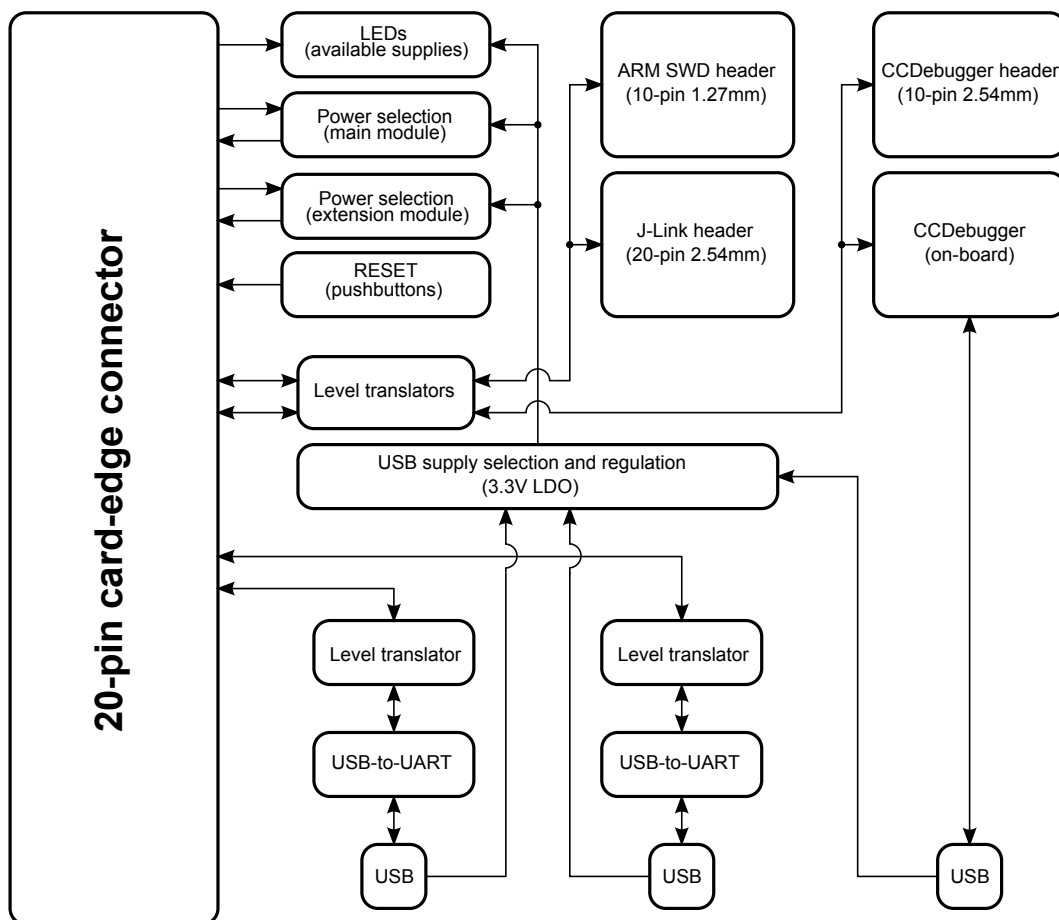 20-pin card-edge connector
LEDs
(available supplies)
Power selection
(main module)
Power selection
(extension module)
RESET
(pushbuttons)
ARM SWD header
(10-pin 1.27mm)
CCDebugger header
(10-pin 2.54mm)
J-Link header
(20-pin 2.54mm)
CCDebugger
(on-board)
Level translators
USB supply selection and regulation
(3.3V LDO)
Level translator
Level translator
USB-to-UART
USB-to-UART
USB
USB
USB